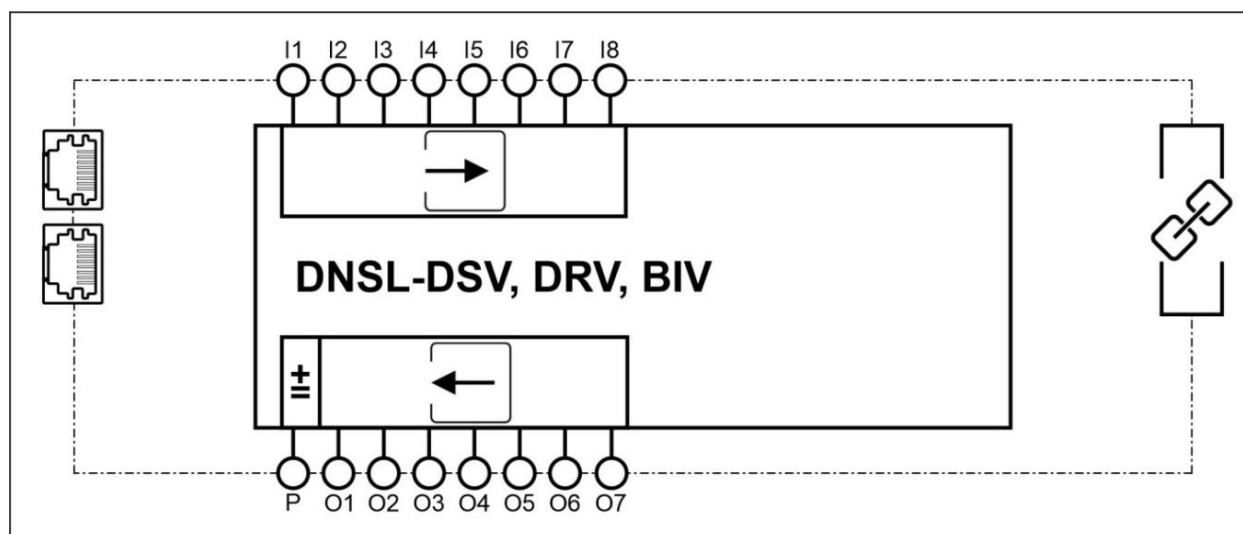 I1 I2 I3 I4 I5 I6 I7 I8
DNSL-DSV, DRV, BIV
P O1 O2 O3 O4 O5 O6 O7